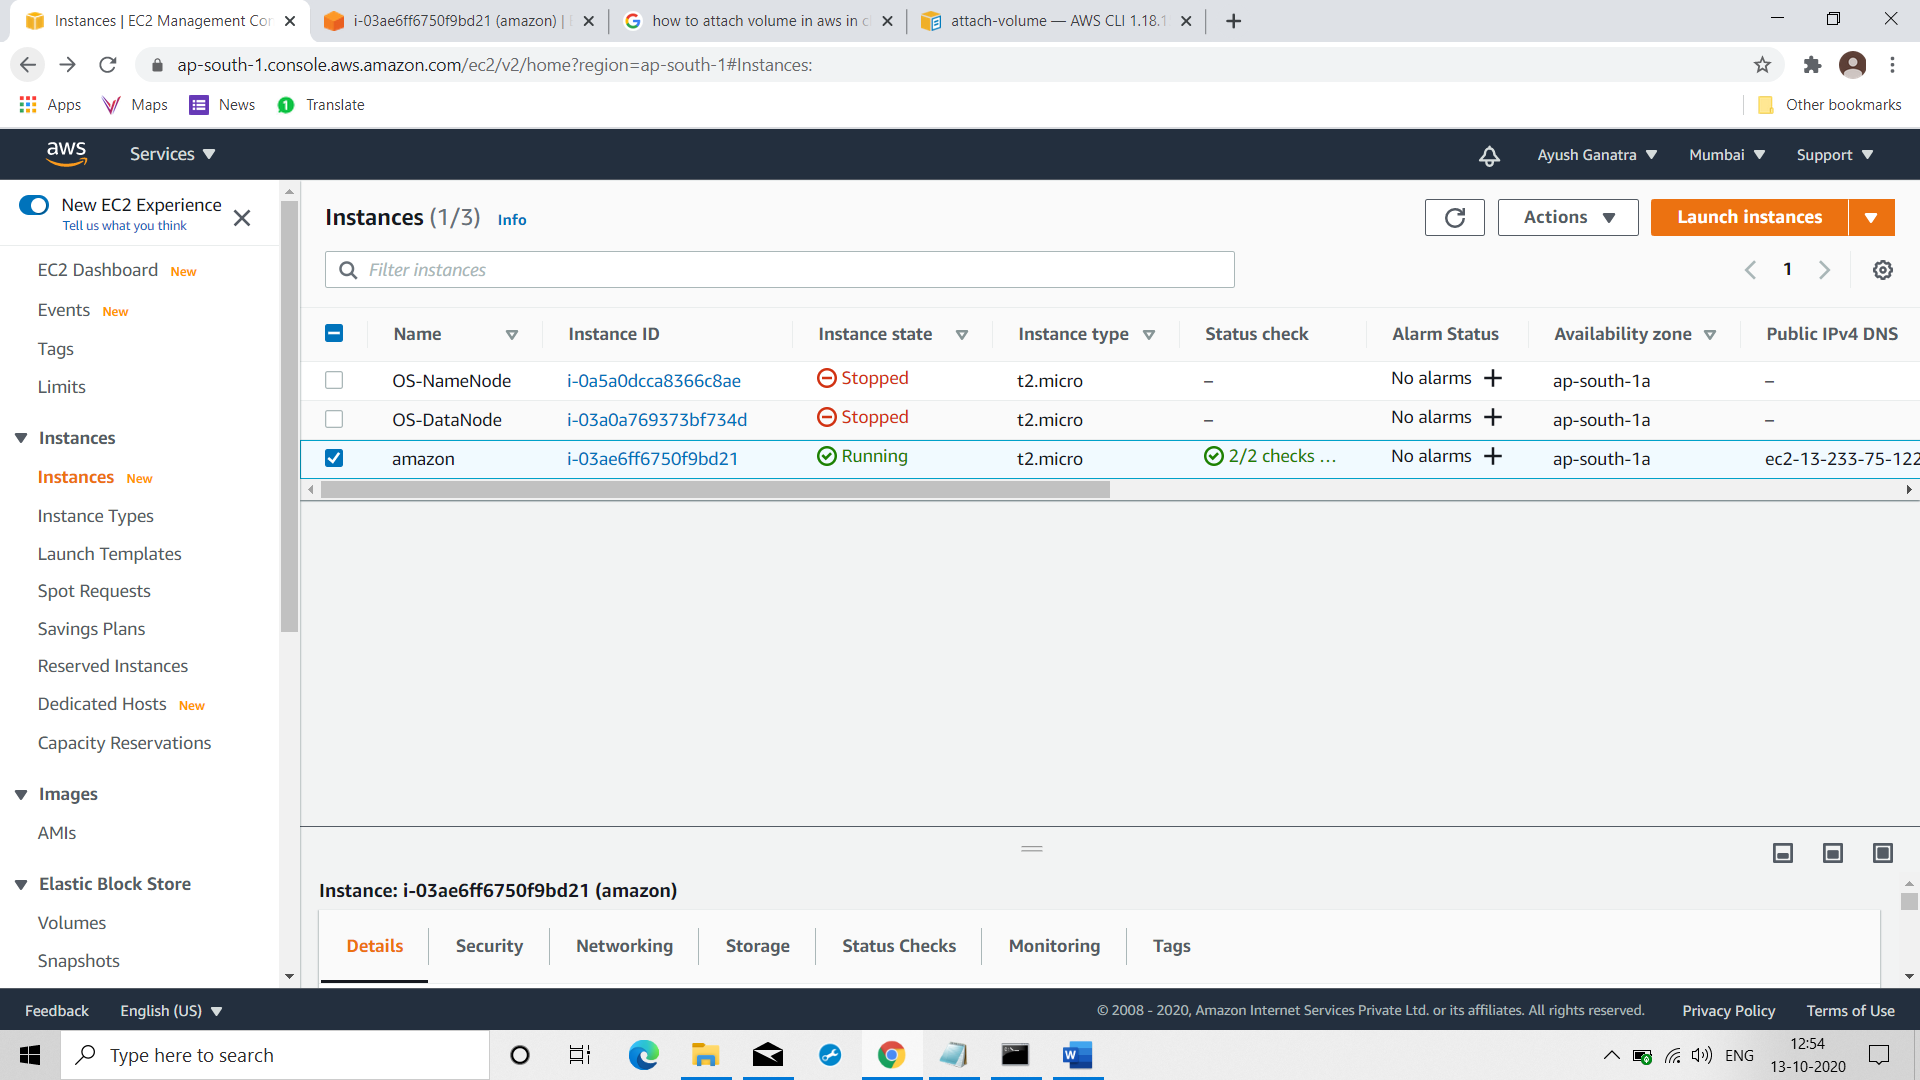 Instances | EC2 Management Con
i-03ae6ff6750f9bd21 (amazon) |
how to attach volume in aws in c
attach-volume — AWS CLI 1.18.1
ap-south-1.console.aws.amazon.com/ec2/v2/home?region=ap-south-1#Instances:
Apps
Maps
News
1
Translate
Other bookmarks
aws
Services
Ayush Ganatra
Mumbai
Support
New EC2 Experience
Tell us what you think
EC2 Dashboard New
Events New
Tags
Limits
Instances
Instances New
Instance Types
Launch Templates
Spot Requests
Savings Plans
Reserved Instances
Dedicated Hosts New
Capacity Reservations
Images
AMIs
Elastic Block Store
Volumes
Snapshots
Instances (1/3) Info
Actions
Launch instances
Filter instances
1
Name Instance ID Instance state Instance type Status check Alarm Status Availability zone Public IPv4 DNS
OS-NameNode i-0a5a0dcca8366c8ae Stopped t2.micro – No alarms + ap-south-1a –
OS-DataNode i-03a0a769373bf734d Stopped t2.micro – No alarms + ap-south-1a –
amazon i-03ae6ff6750f9bd21 Running t2.micro 2/2 checks … No alarms + ap-south-1a ec2-13-233-75-122
Instance: i-03ae6ff6750f9bd21 (amazon)
Details Security Networking Storage Status Checks Monitoring Tags
Feedback English (US) © 2008 - 2020, Amazon Internet Services Private Ltd. or its affiliates. All rights reserved. Privacy Policy Terms of Use
Type here to search
W
ENG
12:54
13-10-2020